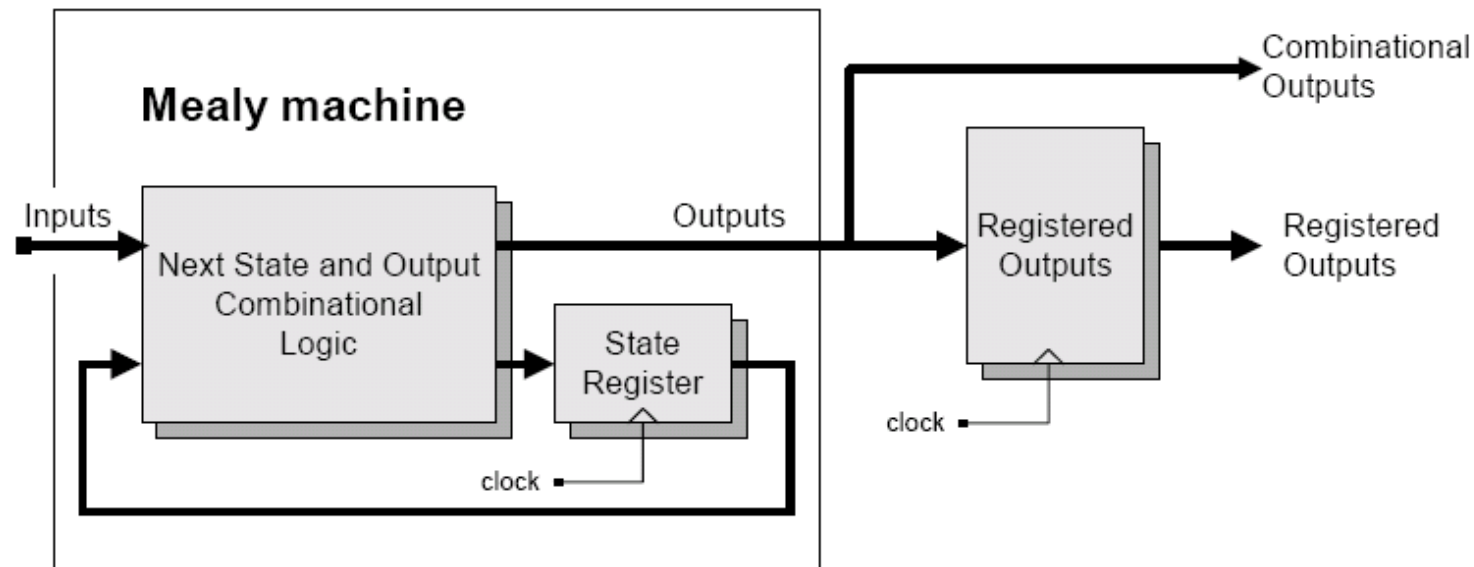 Combinational
Outputs
Mealy machine
Inputs
Outputs
Next State and Output
Combinational
Logic
State
Register
clock
Registered
Outputs
clock
Registered
Outputs